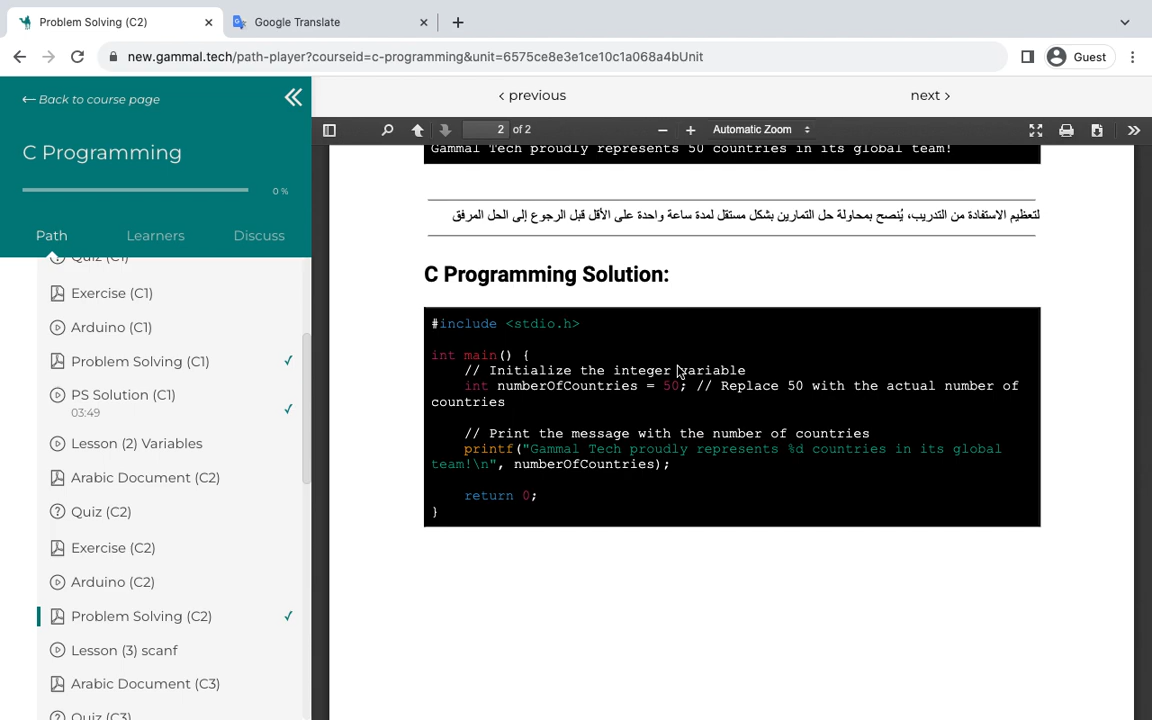 Problem Solving (C2)
Google Translate
new.gammal.tech/path-player?courseid=c-programming&unit=6575ce8e3e1ce10c1a068a4bUnit
Guest
Back to course page
C Programming
0 %
Path
Learners
Discuss
Quiz (C1)
Exercise (C1)
Arduino (C1)
Problem Solving (C1)
PS Solution (C1)
03:49
Lesson (2) Variables
Arabic Document (C2)
Quiz (C2)
Exercise (C2)
Arduino (C2)
Problem Solving (C2)
Lesson (3) scanf
Arabic Document (C3)
Quiz (C3)
previous
next
2 of 2
Automatic Zoom
Gammal Tech proudly represents 50 countries in its global team!
لتعظيم الاستفادة من التدريب، يُنصح بمحاولة حل التمارين بشكل مستقل لمدة ساعة واحدة على الأقل قبل الرجوع إلى الحل المرفق
C Programming Solution:
#include <stdio.h>
int main() {
// Initialize the integer variable
int numberOfCountries = 50; // Replace 50 with the actual number of
countries
// Print the message with the number of countries
printf("Gammal Tech proudly represents %d countries in its global
team!\n", numberOfCountries);
return 0;
}